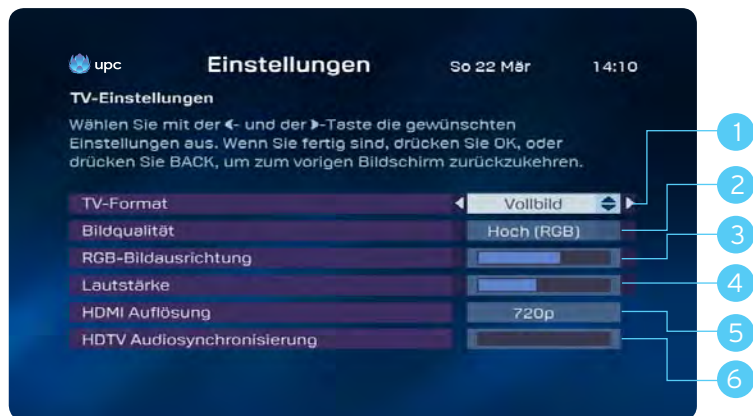 upc Einstellungen So 22 Mär 14:10
TV-Einstellungen
Wählen Sie mit der - und der -Taste die gewünschten
Einstellungen aus. Wenn Sie fertig sind, drücken Sie OK, oder
drücken Sie BACK, um zum vorigen Bildschirm zurückzukehren.
TV-Format Vollbild 1
Bildqualität Hoch (RGB) 2
RGB-Bildausrichtung 3
Lautstärke 4
HDMI Auflösung 720p 5
HDTV Audiosynchronisierung 6